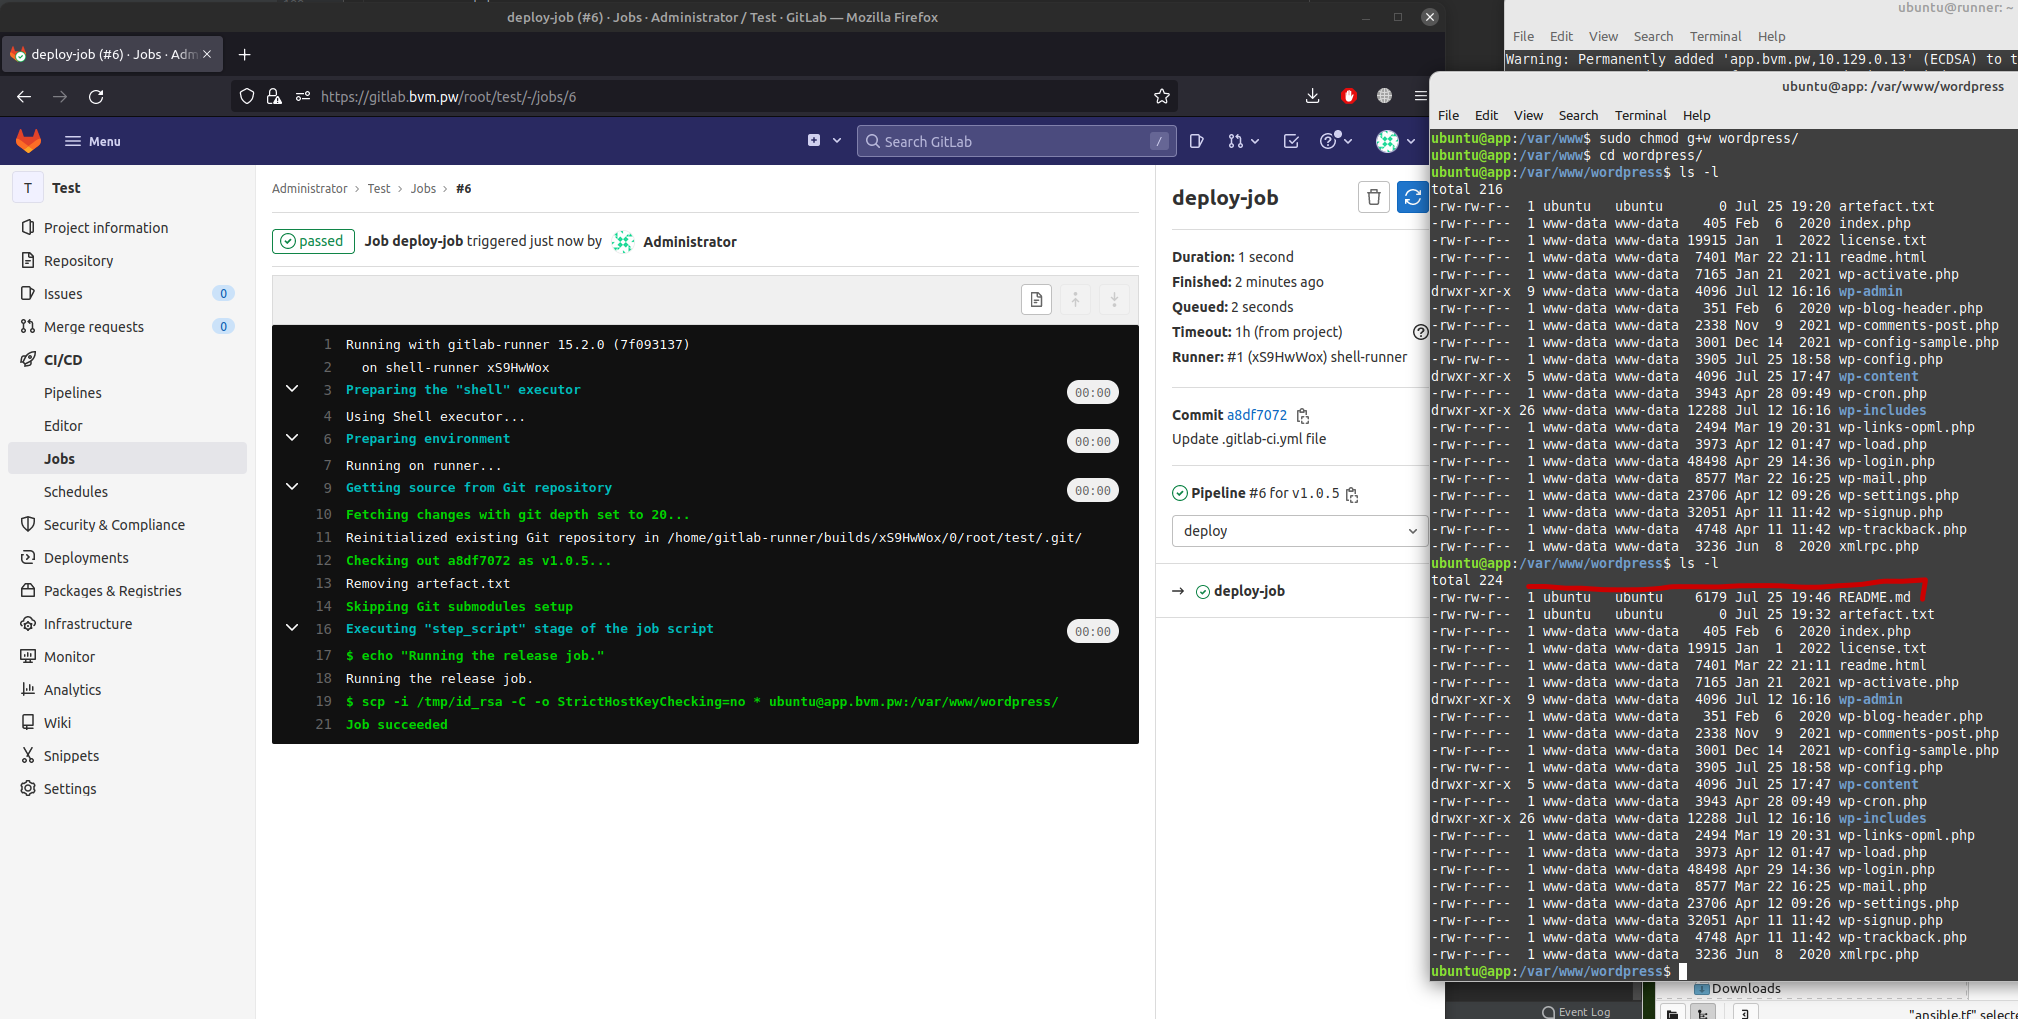 deploy-job (#6) · Jobs · Administrator / Test · GitLab — Mozilla Firefox
deploy-job (#6) · Jobs · Adm
https://gitlab.bvm.pw/root/test/-/jobs/6
Menu
Search GitLab
/
T Test
Project information
Repository
Issues 0
Merge requests 0
CI/CD
Pipelines
Editor
Jobs
Schedules
Security & Compliance
Deployments
Packages & Registries
Infrastructure
Monitor
Analytics
Wiki
Snippets
Settings
Administrator › Test › Jobs › #6
passed Job deploy-job triggered just now by Administrator
1 Running with gitlab-runner 15.2.0 (7f093137)
2 on shell-runner xS9HwWox
3 Preparing the "shell" executor 00:00
4 Using Shell executor...
6 Preparing environment 00:00
7 Running on runner...
9 Getting source from Git repository 00:00
10 Fetching changes with git depth set to 20...
11 Reinitialized existing Git repository in /home/gitlab-runner/builds/xS9HwWox/0/root/test/.git/
12 Checking out a8df7072 as v1.0.5...
13 Removing artefact.txt
14 Skipping Git submodules setup
16 Executing "step_script" stage of the job script 00:00
17 $ echo "Running the release job."
18 Running the release job.
19 $ scp -i /tmp/id_rsa -C -o StrictHostKeyChecking=no * ubuntu@app.bvm.pw:/var/www/wordpress/
21 Job succeeded
deploy-job
Duration: 1 second
Finished: 2 minutes ago
Queued: 2 seconds
Timeout: 1h (from project)
Runner: #1 (xS9HwWox) shell-runner
Commit a8df7072
Update .gitlab-ci.yml file
Pipeline #6 for v1.0.5
deploy
→ deploy-job
ubuntu@runner: ~
File Edit View Search Terminal Help
Warning: Permanently added 'app.bvm.pw,10.129.0.13' (ECDSA) to t
ubuntu@app: /var/www/wordpress
File Edit View Search Terminal Help
ubuntu@app:/var/www$ sudo chmod g+w wordpress/
ubuntu@app:/var/www$ cd wordpress/
ubuntu@app:/var/www/wordpress$ ls -l
total 216
-rw-rw-r-- 1 ubuntu ubuntu 0 Jul 25 19:20 artefact.txt
-rw-r--r-- 1 www-data www-data 405 Feb 6 2020 index.php
-rw-r--r-- 1 www-data www-data 19915 Jan 1 2022 license.txt
-rw-r--r-- 1 www-data www-data 7401 Mar 22 21:11 readme.html
-rw-r--r-- 1 www-data www-data 7165 Jan 21 2021 wp-activate.php
drwxr-xr-x 9 www-data www-data 4096 Jul 12 16:16 wp-admin
-rw-r--r-- 1 www-data www-data 351 Feb 6 2020 wp-blog-header.php
-rw-r--r-- 1 www-data www-data 2338 Nov 9 2021 wp-comments-post.php
-rw-r--r-- 1 www-data www-data 3001 Dec 14 2021 wp-config-sample.php
-rw-rw-r-- 1 www-data www-data 3905 Jul 25 18:58 wp-config.php
drwxr-xr-x 5 www-data www-data 4096 Jul 25 17:47 wp-content
-rw-r--r-- 1 www-data www-data 3943 Apr 28 09:49 wp-cron.php
drwxr-xr-x 26 www-data www-data 12288 Jul 12 16:16 wp-includes
-rw-r--r-- 1 www-data www-data 2494 Mar 19 20:31 wp-links-opml.php
-rw-r--r-- 1 www-data www-data 3973 Apr 12 01:47 wp-load.php
-rw-r--r-- 1 www-data www-data 48498 Apr 29 14:36 wp-login.php
-rw-r--r-- 1 www-data www-data 8577 Mar 22 16:25 wp-mail.php
-rw-r--r-- 1 www-data www-data 23706 Apr 12 09:26 wp-settings.php
-rw-r--r-- 1 www-data www-data 32051 Apr 11 11:42 wp-signup.php
-rw-r--r-- 1 www-data www-data 4748 Apr 11 11:42 wp-trackback.php
-rw-r--r-- 1 www-data www-data 3236 Jun 8 2020 xmlrpc.php
ubuntu@app:/var/www/wordpress$ ls -l
total 224
-rw-rw-r-- 1 ubuntu ubuntu 6179 Jul 25 19:46 README.md
-rw-rw-r-- 1 ubuntu ubuntu 0 Jul 25 19:32 artefact.txt
-rw-r--r-- 1 www-data www-data 405 Feb 6 2020 index.php
-rw-r--r-- 1 www-data www-data 19915 Jan 1 2022 license.txt
-rw-r--r-- 1 www-data www-data 7401 Mar 22 21:11 readme.html
-rw-r--r-- 1 www-data www-data 7165 Jan 21 2021 wp-activate.php
drwxr-xr-x 9 www-data www-data 4096 Jul 12 16:16 wp-admin
-rw-r--r-- 1 www-data www-data 351 Feb 6 2020 wp-blog-header.php
-rw-r--r-- 1 www-data www-data 2338 Nov 9 2021 wp-comments-post.php
-rw-r--r-- 1 www-data www-data 3001 Dec 14 2021 wp-config-sample.php
-rw-rw-r-- 1 www-data www-data 3905 Jul 25 18:58 wp-config.php
drwxr-xr-x 5 www-data www-data 4096 Jul 25 17:47 wp-content
-rw-r--r-- 1 www-data www-data 3943 Apr 28 09:49 wp-cron.php
drwxr-xr-x 26 www-data www-data 12288 Jul 12 16:16 wp-includes
-rw-r--r-- 1 www-data www-data 2494 Mar 19 20:31 wp-links-opml.php
-rw-r--r-- 1 www-data www-data 3973 Apr 12 01:47 wp-load.php
-rw-r--r-- 1 www-data www-data 48498 Apr 29 14:36 wp-login.php
-rw-r--r-- 1 www-data www-data 8577 Mar 22 16:25 wp-mail.php
-rw-r--r-- 1 www-data www-data 23706 Apr 12 09:26 wp-settings.php
-rw-r--r-- 1 www-data www-data 32051 Apr 11 11:42 wp-signup.php
-rw-r--r-- 1 www-data www-data 4748 Apr 11 11:42 wp-trackback.php
-rw-r--r-- 1 www-data www-data 3236 Jun 8 2020 xmlrpc.php
ubuntu@app:/var/www/wordpress$
Downloads
Event Log
"ansible.tf" selecte